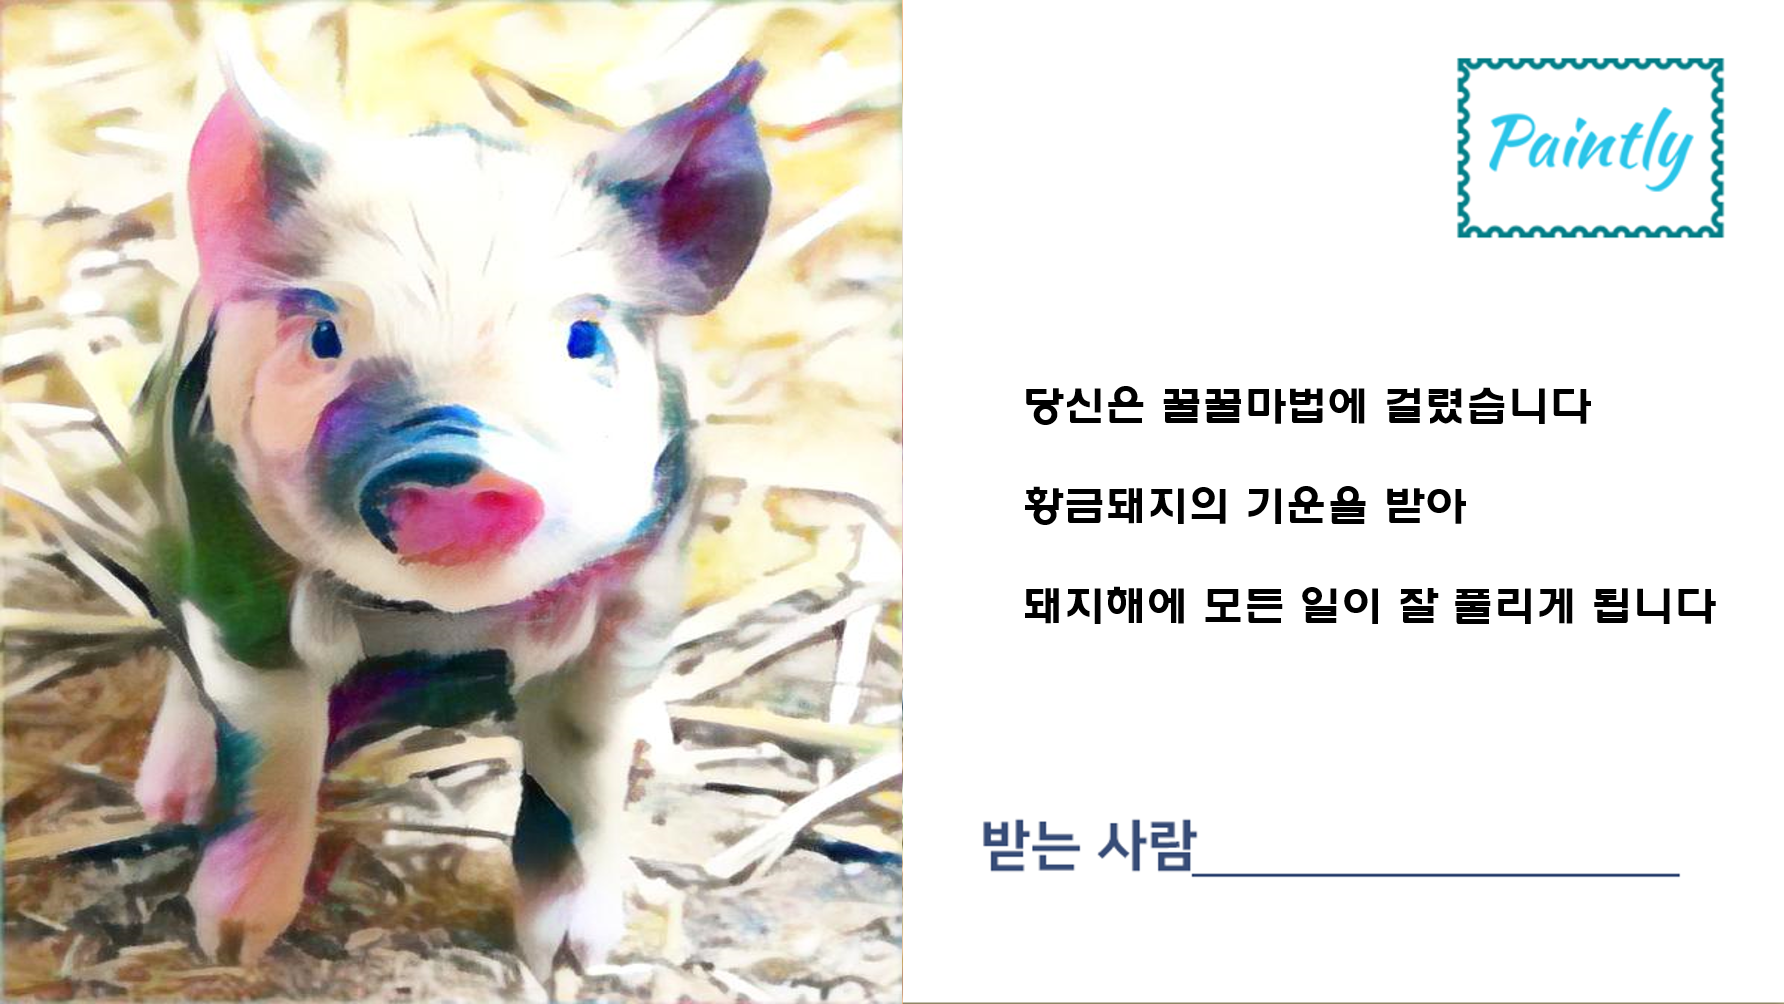 Paintly
당신은 꿀꿀마법에 걸렸습니다
황금돼지의 기운을 받아
돼지해에 모든 일이 잘 풀리게 됩니다
받는 사람